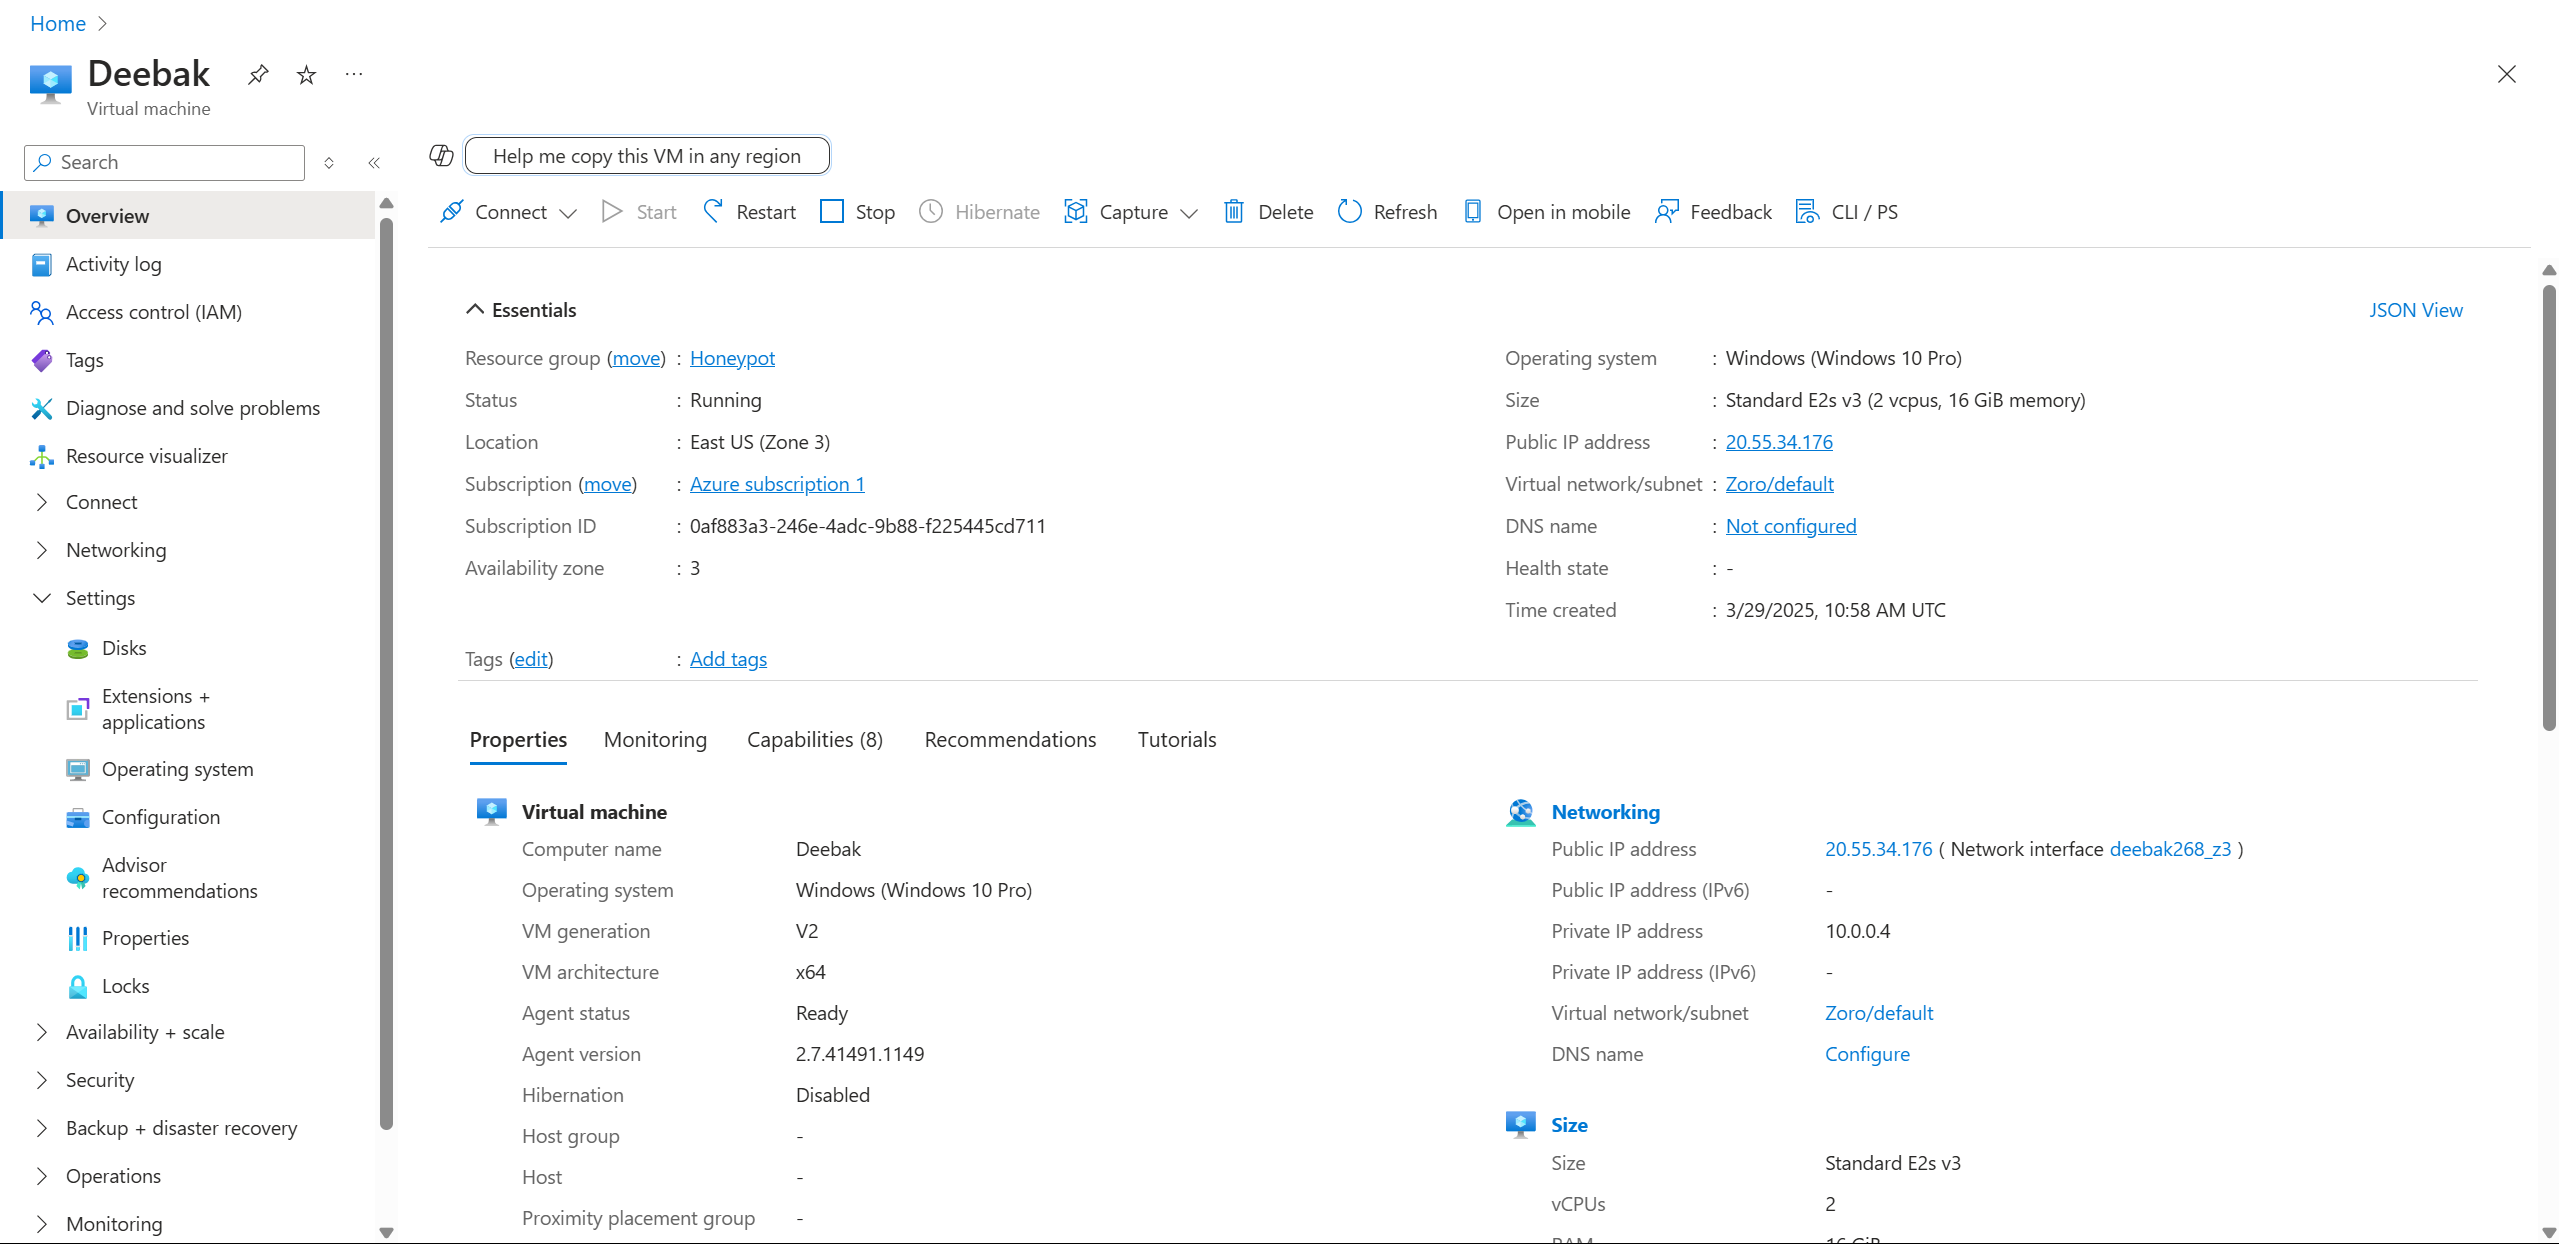 Home
Deebak
Virtual machine
Search
Overview
Activity log
Access control (IAM)
Tags
Diagnose and solve problems
Resource visualizer
Connect
Networking
Settings
Disks
Extensions +
applications
Operating system
Configuration
Advisor
recommendations
Properties
Locks
Availability + scale
Security
Backup + disaster recovery
Operations
Monitoring
Help me copy this VM in any region
Connect Start Restart Stop Hibernate Capture Delete Refresh Open in mobile Feedback CLI / PS
Essentials
JSON View
Resource group (move) : Honeypot
Status : Running
Location : East US (Zone 3)
Subscription (move) : Azure subscription 1
Subscription ID : 0af883a3-246e-4adc-9b88-f225445cd711
Availability zone : 3
Operating system : Windows (Windows 10 Pro)
Size : Standard E2s v3 (2 vcpus, 16 GiB memory)
Public IP address : 20.55.34.176
Virtual network/subnet : Zoro/default
DNS name : Not configured
Health state : -
Time created : 3/29/2025, 10:58 AM UTC
Tags (edit) : Add tags
Properties Monitoring Capabilities (8) Recommendations Tutorials
Virtual machine
Computer name Deebak
Operating system Windows (Windows 10 Pro)
VM generation V2
VM architecture x64
Agent status Ready
Agent version 2.7.41491.1149
Hibernation Disabled
Host group -
Host -
Proximity placement group -
Networking
Public IP address 20.55.34.176 ( Network interface deebak268_z3 )
Public IP address (IPv6) -
Private IP address 10.0.0.4
Private IP address (IPv6) -
Virtual network/subnet Zoro/default
DNS name Configure
Size
Size Standard E2s v3
vCPUs 2
RAM 16 GiB